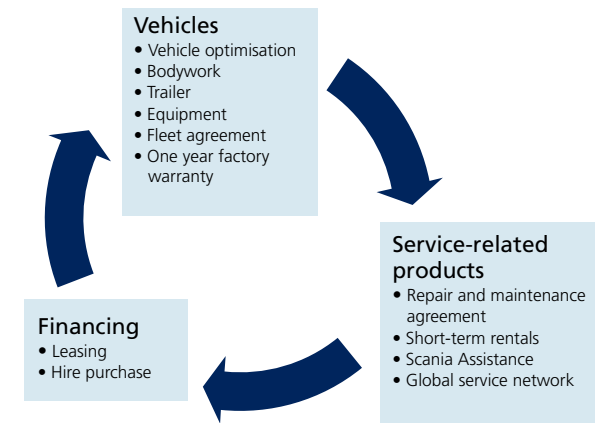 Vehicles
• Vehicle optimisation
• Bodywork
• Trailer
• Equipment
• Fleet agreement
• One year factory
warranty
Service-related
products
• Repair and maintenance
agreement
• Short-term rentals
• Scania Assistance
• Global service network
Financing
• Leasing
• Hire purchase